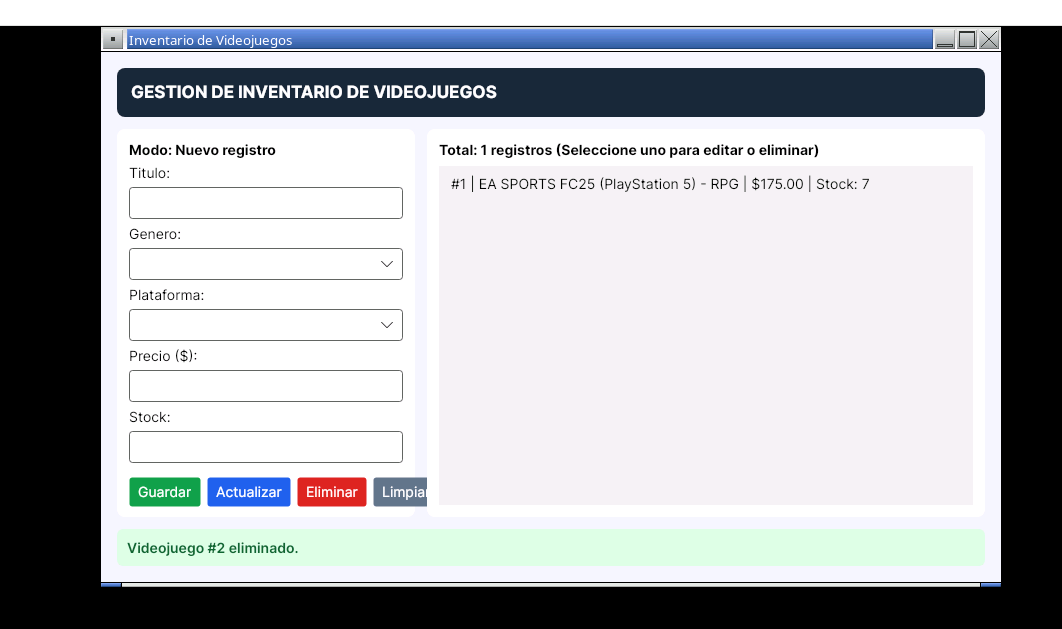 Inventario de Videojuegos
GESTION DE INVENTARIO DE VIDEOJUEGOS
Modo: Nuevo registro
Titulo:
Genero:
Plataforma:
Precio ($):
Stock:
Guardar Actualizar Eliminar Limpiar
Total: 1 registros (Seleccione uno para editar o eliminar)
#1 | EA SPORTS FC25 (PlayStation 5) - RPG | $175.00 | Stock: 7
Videojuego #2 eliminado.